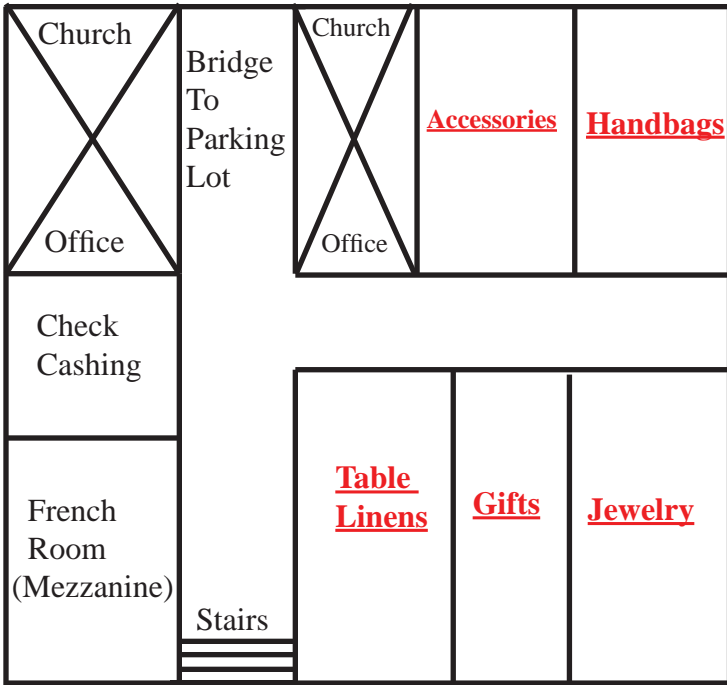 Church
Office
Bridge
To
Parking
Lot
Church
Office
Accessories
Handbags
Check
Cashing
French
Room
(Mezzanine)
Stairs
Table
Linens
Gifts
Jewelry